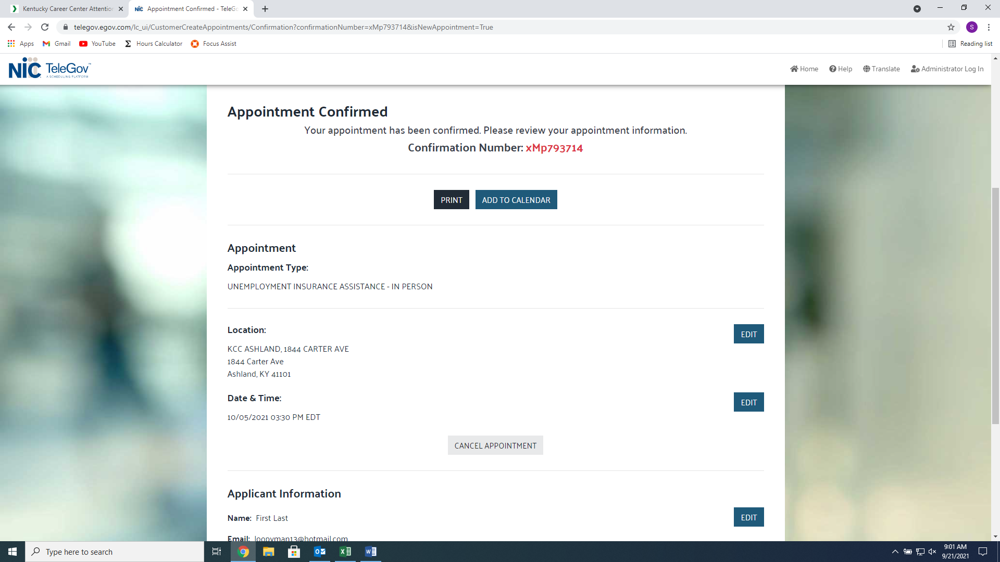 Kentucky Career Center Attention
Appointment Confirmed - TeleGo
telegov.egov.com/lc_ui/CustomerCreateAppointments/Confirmation?confirmationNumber=xMp793714&isNewAppointment=True
S
Apps
Gmail
YouTube
Hours Calculator
Focus Assist
Reading list
NIC TeleGov™
A SCHEDULING PLATFORM
Home
Help
Translate
Administrator Log In
Appointment Confirmed
Your appointment has been confirmed. Please review your appointment information.
Confirmation Number: xMp793714
PRINT
ADD TO CALENDAR
Appointment
Appointment Type:
UNEMPLOYMENT INSURANCE ASSISTANCE - IN PERSON
Location:
EDIT
KCC ASHLAND, 1844 CARTER AVE
1844 Carter Ave
Ashland, KY 41101
Date & Time:
EDIT
10/05/2021 03:30 PM EDT
CANCEL APPOINTMENT
Applicant Information
Name: First Last
EDIT
Email: loopyman13@hotmail.com
Type here to search
9:01 AM
9/21/2021